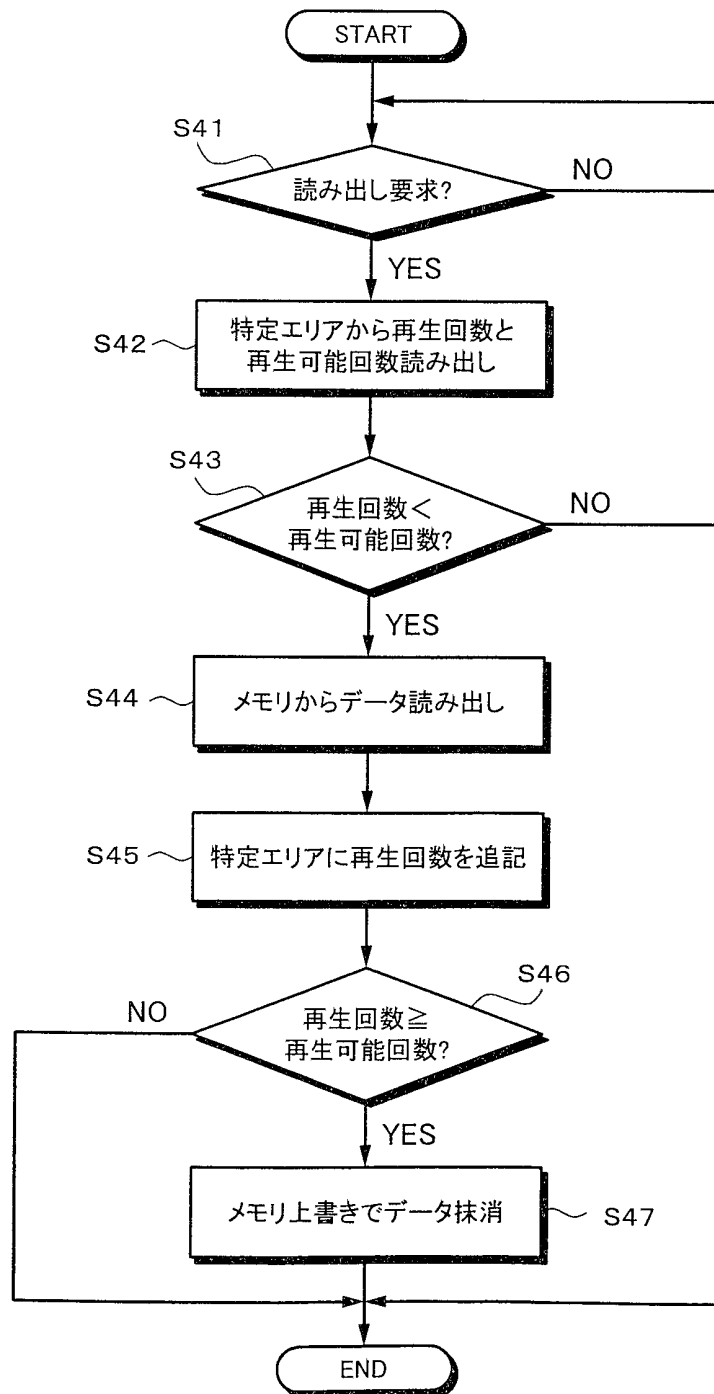 START
S41
読み出し要求?
NO
YES
S42
特定エリアから再生回数と
再生可能回数読み出し
S43
再生回数<
再生可能回数?
NO
YES
S44
メモリからデータ読み出し
S45
特定エリアに再生回数を追記
S46
NO
再生回数≧
再生可能回数?
YES
メモリ上書きでデータ抹消
S47
END